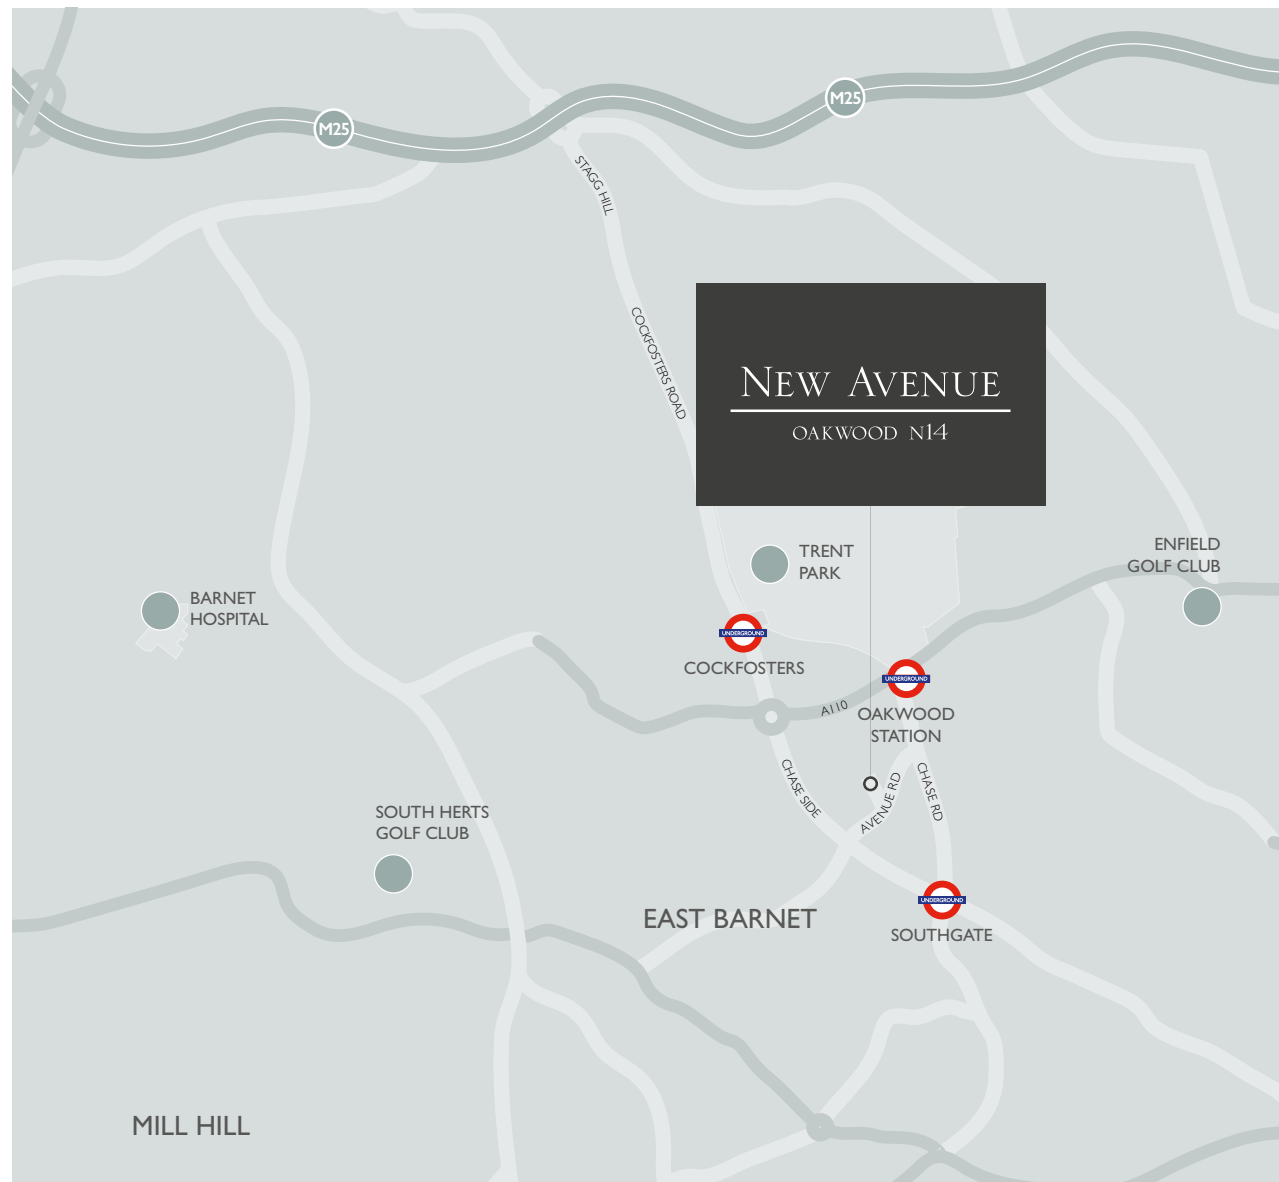 M25
M25
STAGG HILL
COCKFOSTERS ROAD
NEW AVENUE
OAKWOOD N14
TRENT
PARK
ENFIELD
GOLF CLUB
BARNET
HOSPITAL
UNDERGROUND
COCKFOSTERS
UNDERGROUND
A110
OAKWOOD
STATION
CHASE SIDE
AVENUE RD
CHASE RD
SOUTH HERTS
GOLF CLUB
EAST BARNET
UNDERGROUND
SOUTHGATE
MILL HILL